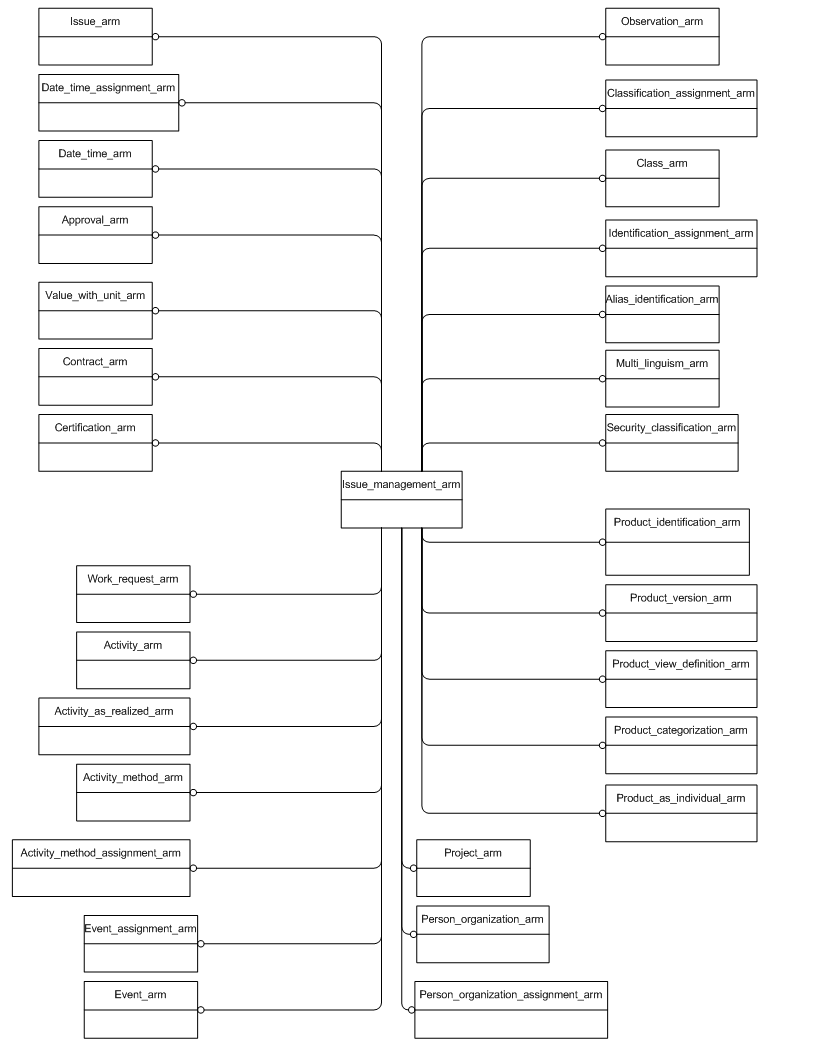 Issue_arm
Observation_arm
Date_time_assignment_arm
Classification_assignment_arm
Date_time_arm
Class_arm
Approval_arm
Identification_assignment_arm
Value_with_unit_arm
Alias_identification_arm
Contract_arm
Multi_linguism_arm
Certification_arm
Security_classification_arm
Issue_management_arm
Product_identification_arm
Work_request_arm
Product_version_arm
Activity_arm
Product_view_definition_arm
Activity_as_realized_arm
Product_categorization_arm
Activity_method_arm
Product_as_individual_arm
Activity_method_assignment_arm
Project_arm
Event_assignment_arm
Person_organization_arm
Event_arm
Person_organization_assignment_arm